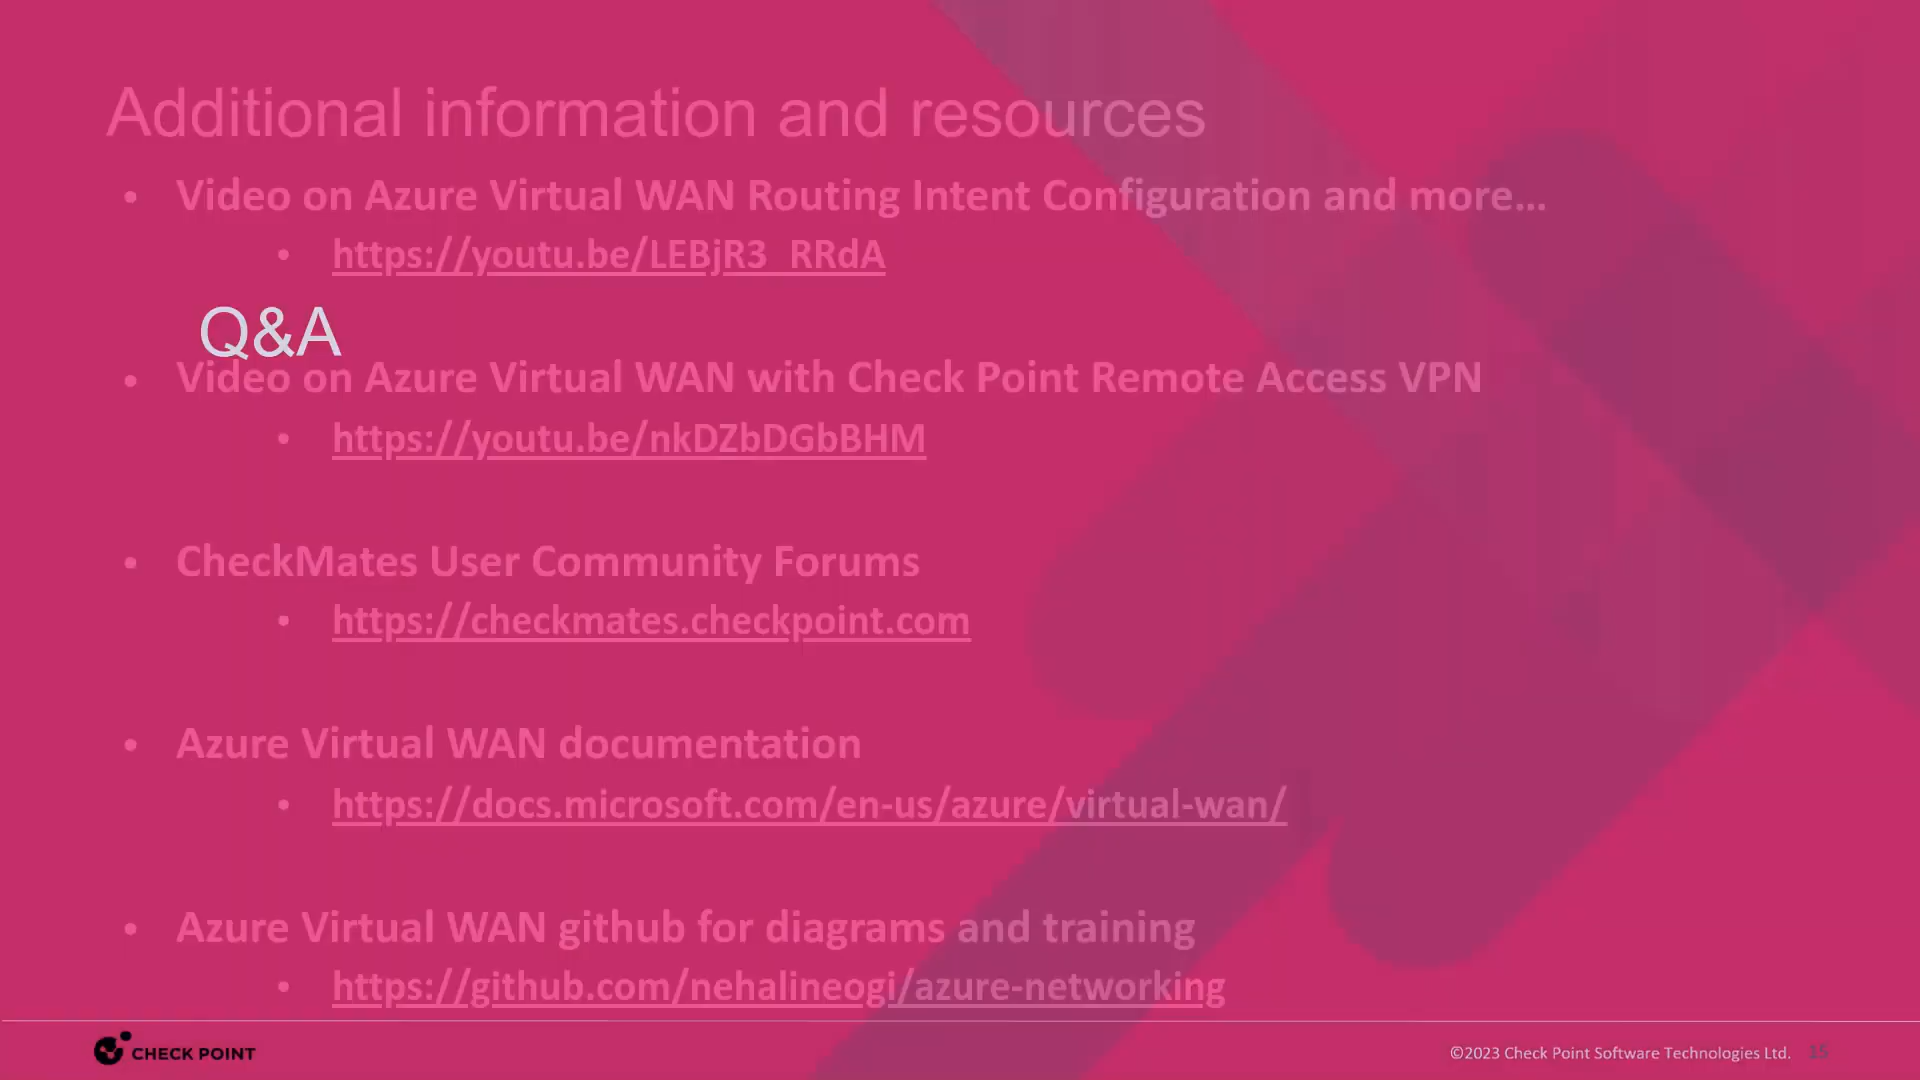 Additional information and resources
• Video on Azure Virtual WAN Routing Intent Configuration and more...
• https://youtu.be/LEBjR3_RRdA
Q&A
• Video on Azure Virtual WAN with Check Point Remote Access VPN
• https://youtu.be/nkDZbDGbBHM
• CheckMates User Community Forums
• https://checkmates.checkpoint.com
• Azure Virtual WAN documentation
• https://docs.microsoft.com/en-us/azure/virtual-wan/
• Azure Virtual WAN github for diagrams and training
• https://github.com/nehalineogi/azure-networking
CHECK POINT
©2023 Check Point Software Technologies Ltd. 15